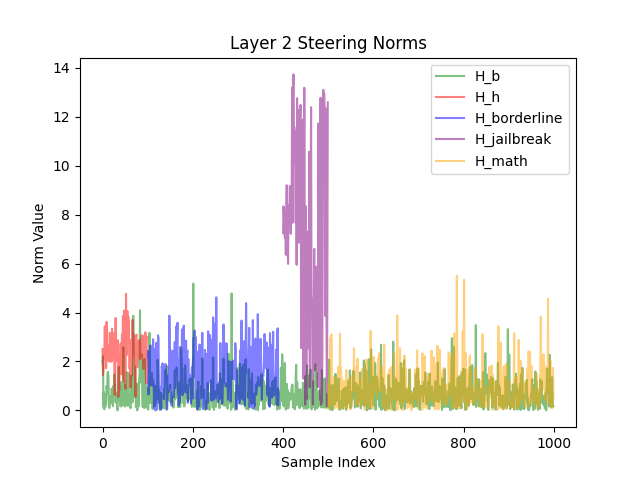 Layer 2 Steering Norms
14
12
10
8
6
4
2
0
Norm Value
H_b
H_h
H_borderline
H_jailbreak
H_math
0 200 400 600 800 1000
Sample Index